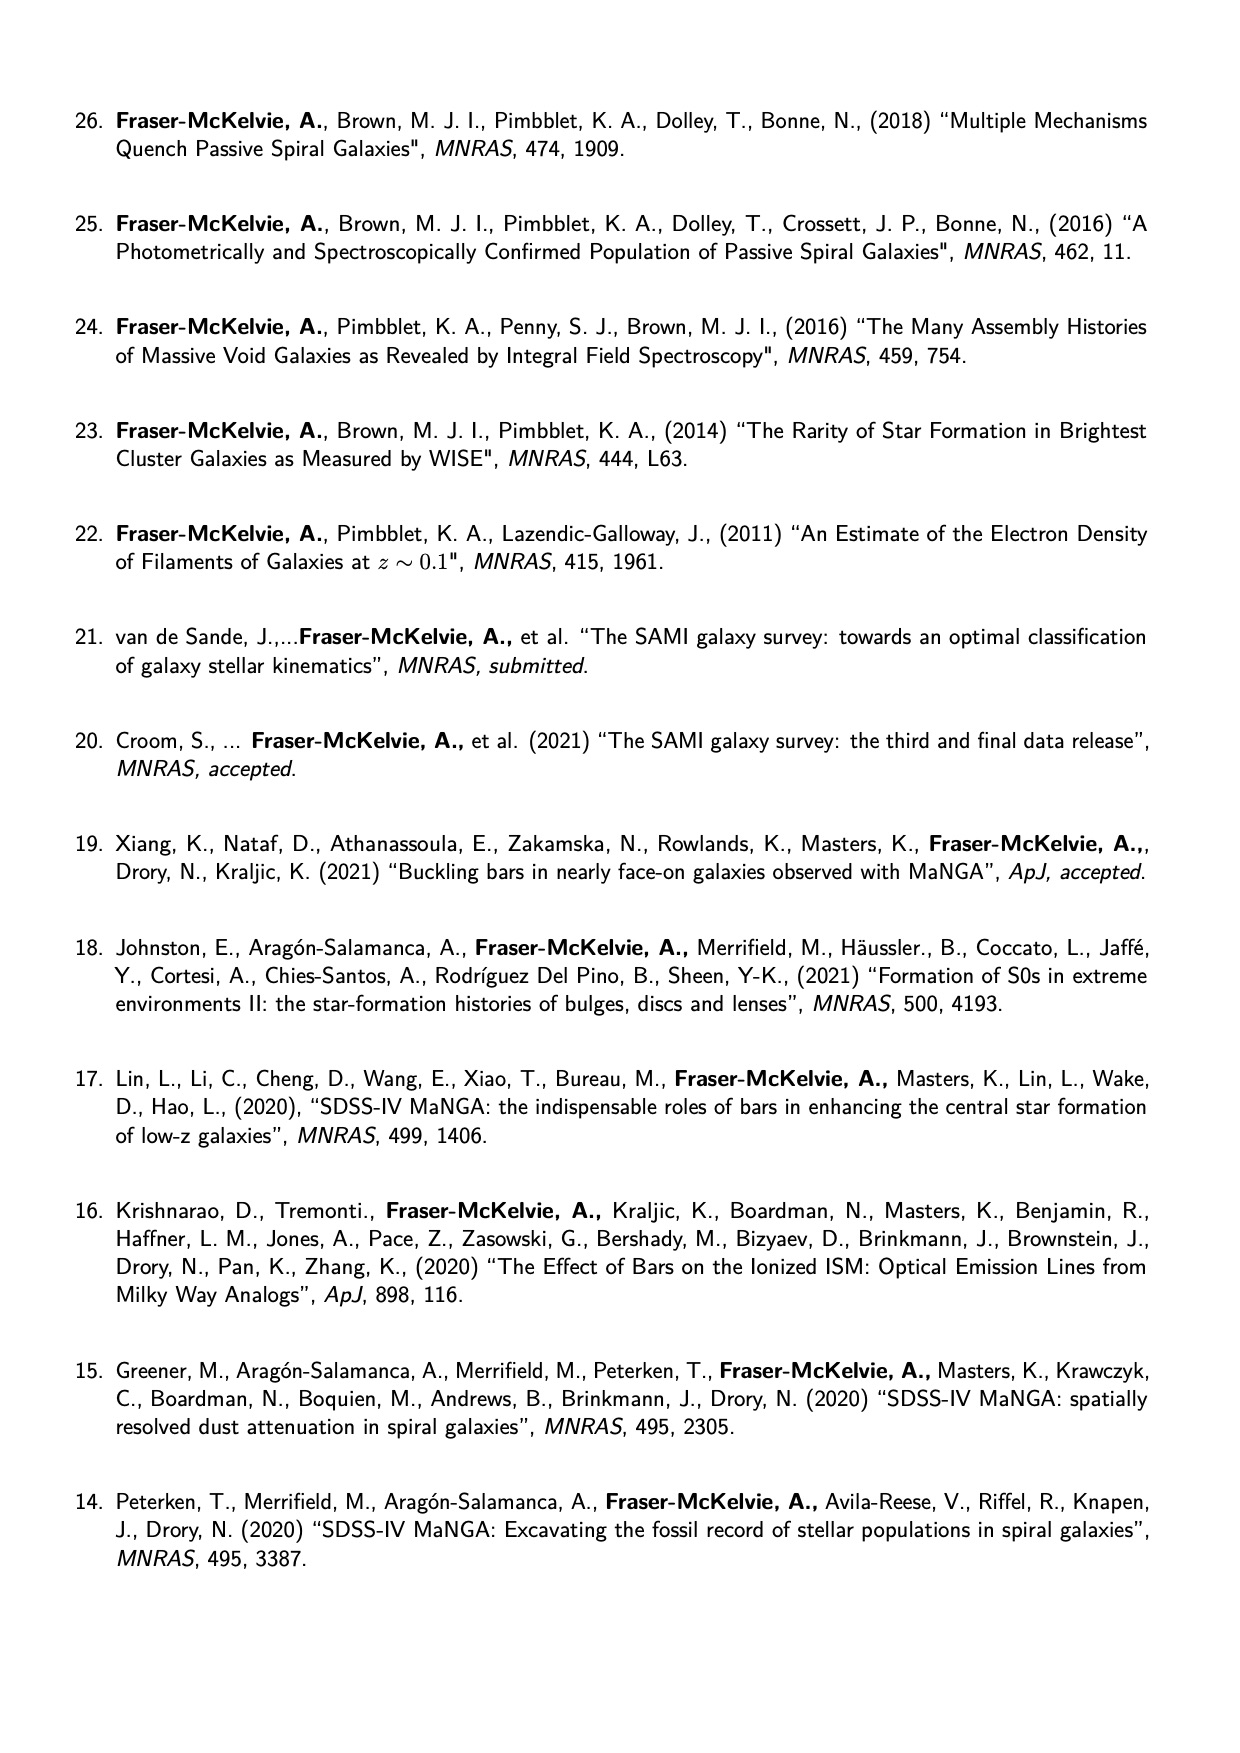 26. Fraser-McKelvie, A., Brown, M. J. I., Pimbblet, K. A., Dolley, T., Bonne, N., (2018) “Multiple Mechanisms
Quench Passive Spiral Galaxies", MNRAS, 474, 1909.
25. Fraser-McKelvie, A., Brown, M. J. I., Pimbblet, K. A., Dolley, T., Crossett, J. P., Bonne, N., (2016) “A
Photometrically and Spectroscopically Confirmed Population of Passive Spiral Galaxies", MNRAS, 462, 11.
24. Fraser-McKelvie, A., Pimbblet, K. A., Penny, S. J., Brown, M. J. I., (2016) “The Many Assembly Histories
of Massive Void Galaxies as Revealed by Integral Field Spectroscopy", MNRAS, 459, 754.
23. Fraser-McKelvie, A., Brown, M. J. I., Pimbblet, K. A., (2014) “The Rarity of Star Formation in Brightest
Cluster Galaxies as Measured by WISE", MNRAS, 444, L63.
22. Fraser-McKelvie, A., Pimbblet, K. A., Lazendic-Galloway, J., (2011) “An Estimate of the Electron Density
of Filaments of Galaxies at z ∼ 0.1", MNRAS, 415, 1961.
21. van de Sande, J.,...Fraser-McKelvie, A., et al. “The SAMI galaxy survey: towards an optimal classification
of galaxy stellar kinematics”, MNRAS, submitted.
20. Croom, S., ... Fraser-McKelvie, A., et al. (2021) “The SAMI galaxy survey: the third and final data release”,
MNRAS, accepted.
19. Xiang, K., Nataf, D., Athanassoula, E., Zakamska, N., Rowlands, K., Masters, K., Fraser-McKelvie, A.,,
Drory, N., Kraljic, K. (2021) “Buckling bars in nearly face-on galaxies observed with MaNGA”, ApJ, accepted.
18. Johnston, E., Aragón-Salamanca, A., Fraser-McKelvie, A., Merrifield, M., Häussler., B., Coccato, L., Jaffé,
Y., Cortesi, A., Chies-Santos, A., Rodríguez Del Pino, B., Sheen, Y-K., (2021) “Formation of S0s in extreme
environments II: the star-formation histories of bulges, discs and lenses”, MNRAS, 500, 4193.
17. Lin, L., Li, C., Cheng, D., Wang, E., Xiao, T., Bureau, M., Fraser-McKelvie, A., Masters, K., Lin, L., Wake,
D., Hao, L., (2020), “SDSS-IV MaNGA: the indispensable roles of bars in enhancing the central star formation
of low-z galaxies”, MNRAS, 499, 1406.
16. Krishnarao, D., Tremonti., Fraser-McKelvie, A., Kraljic, K., Boardman, N., Masters, K., Benjamin, R.,
Haffner, L. M., Jones, A., Pace, Z., Zasowski, G., Bershady, M., Bizyaev, D., Brinkmann, J., Brownstein, J.,
Drory, N., Pan, K., Zhang, K., (2020) “The Effect of Bars on the Ionized ISM: Optical Emission Lines from
Milky Way Analogs”, ApJ, 898, 116.
15. Greener, M., Aragón-Salamanca, A., Merrifield, M., Peterken, T., Fraser-McKelvie, A., Masters, K., Krawczyk,
C., Boardman, N., Boquien, M., Andrews, B., Brinkmann, J., Drory, N. (2020) “SDSS-IV MaNGA: spatially
resolved dust attenuation in spiral galaxies”, MNRAS, 495, 2305.
14. Peterken, T., Merrifield, M., Aragón-Salamanca, A., Fraser-McKelvie, A., Avila-Reese, V., Riffel, R., Knapen,
J., Drory, N. (2020) “SDSS-IV MaNGA: Excavating the fossil record of stellar populations in spiral galaxies”,
MNRAS, 495, 3387.